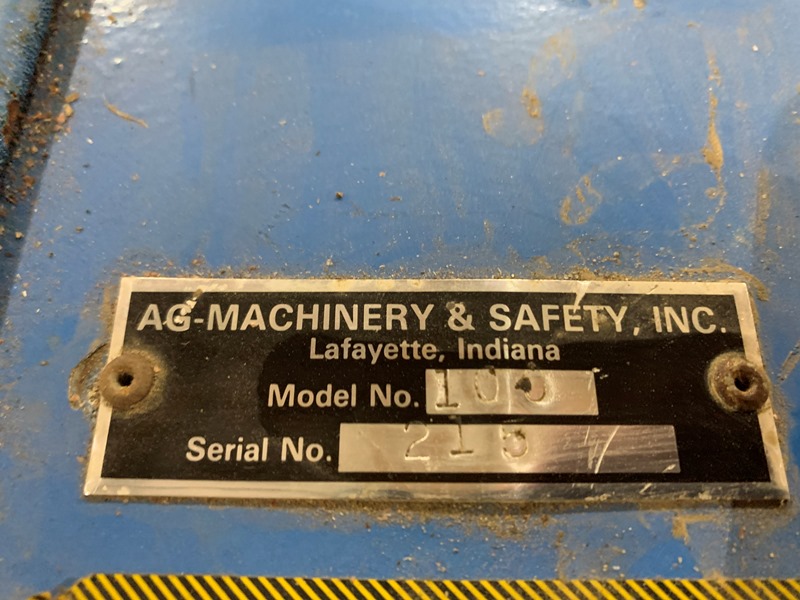 AG-MACHINERY & SAFETY, INC.
Lafayette, Indiana
Model No. 100
Serial No. 215